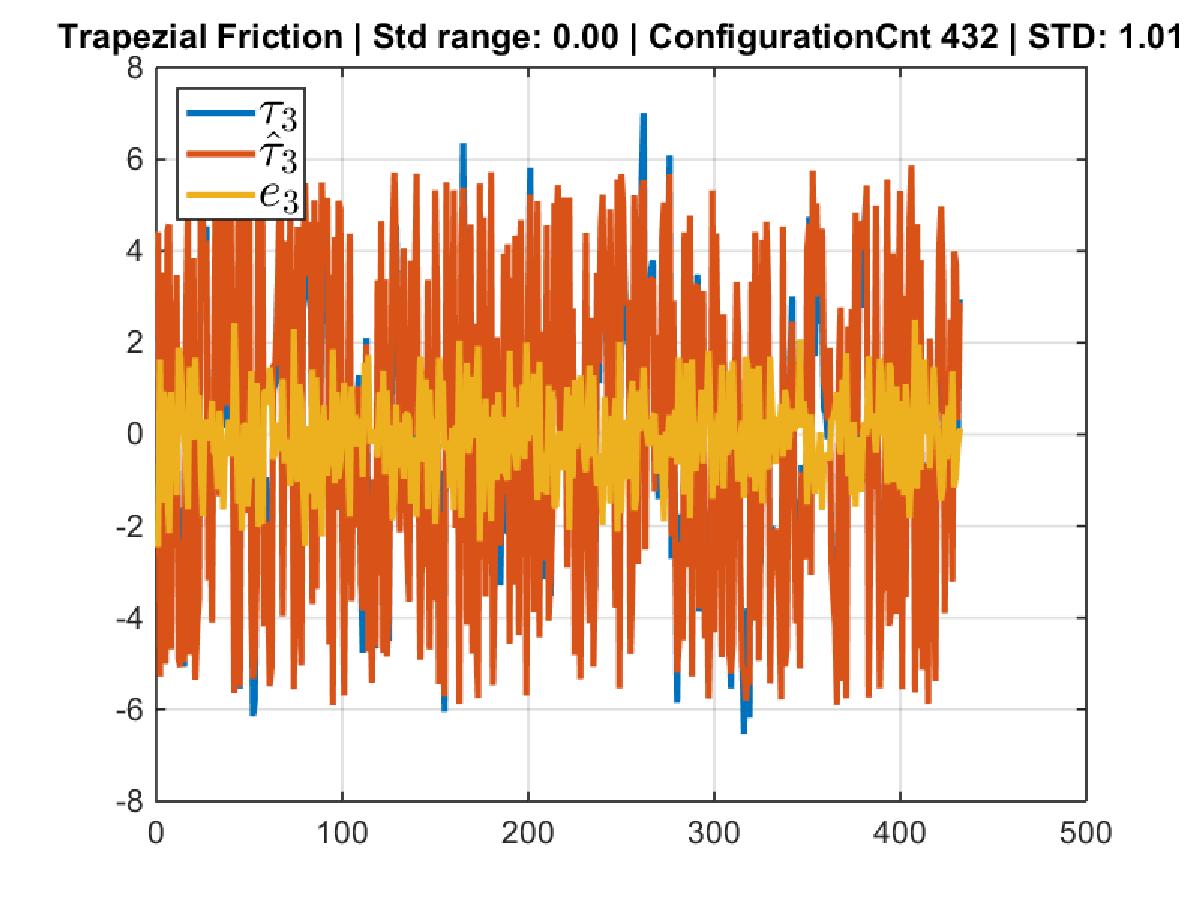 Trapezial Friction | Std range: 0.00 | ConfigurationCnt 432 | STD: 1.01
8
6
4
2
0
-2
-4
-6
-8
τ3
τ̂3
e3
0 100 200 300 400 500